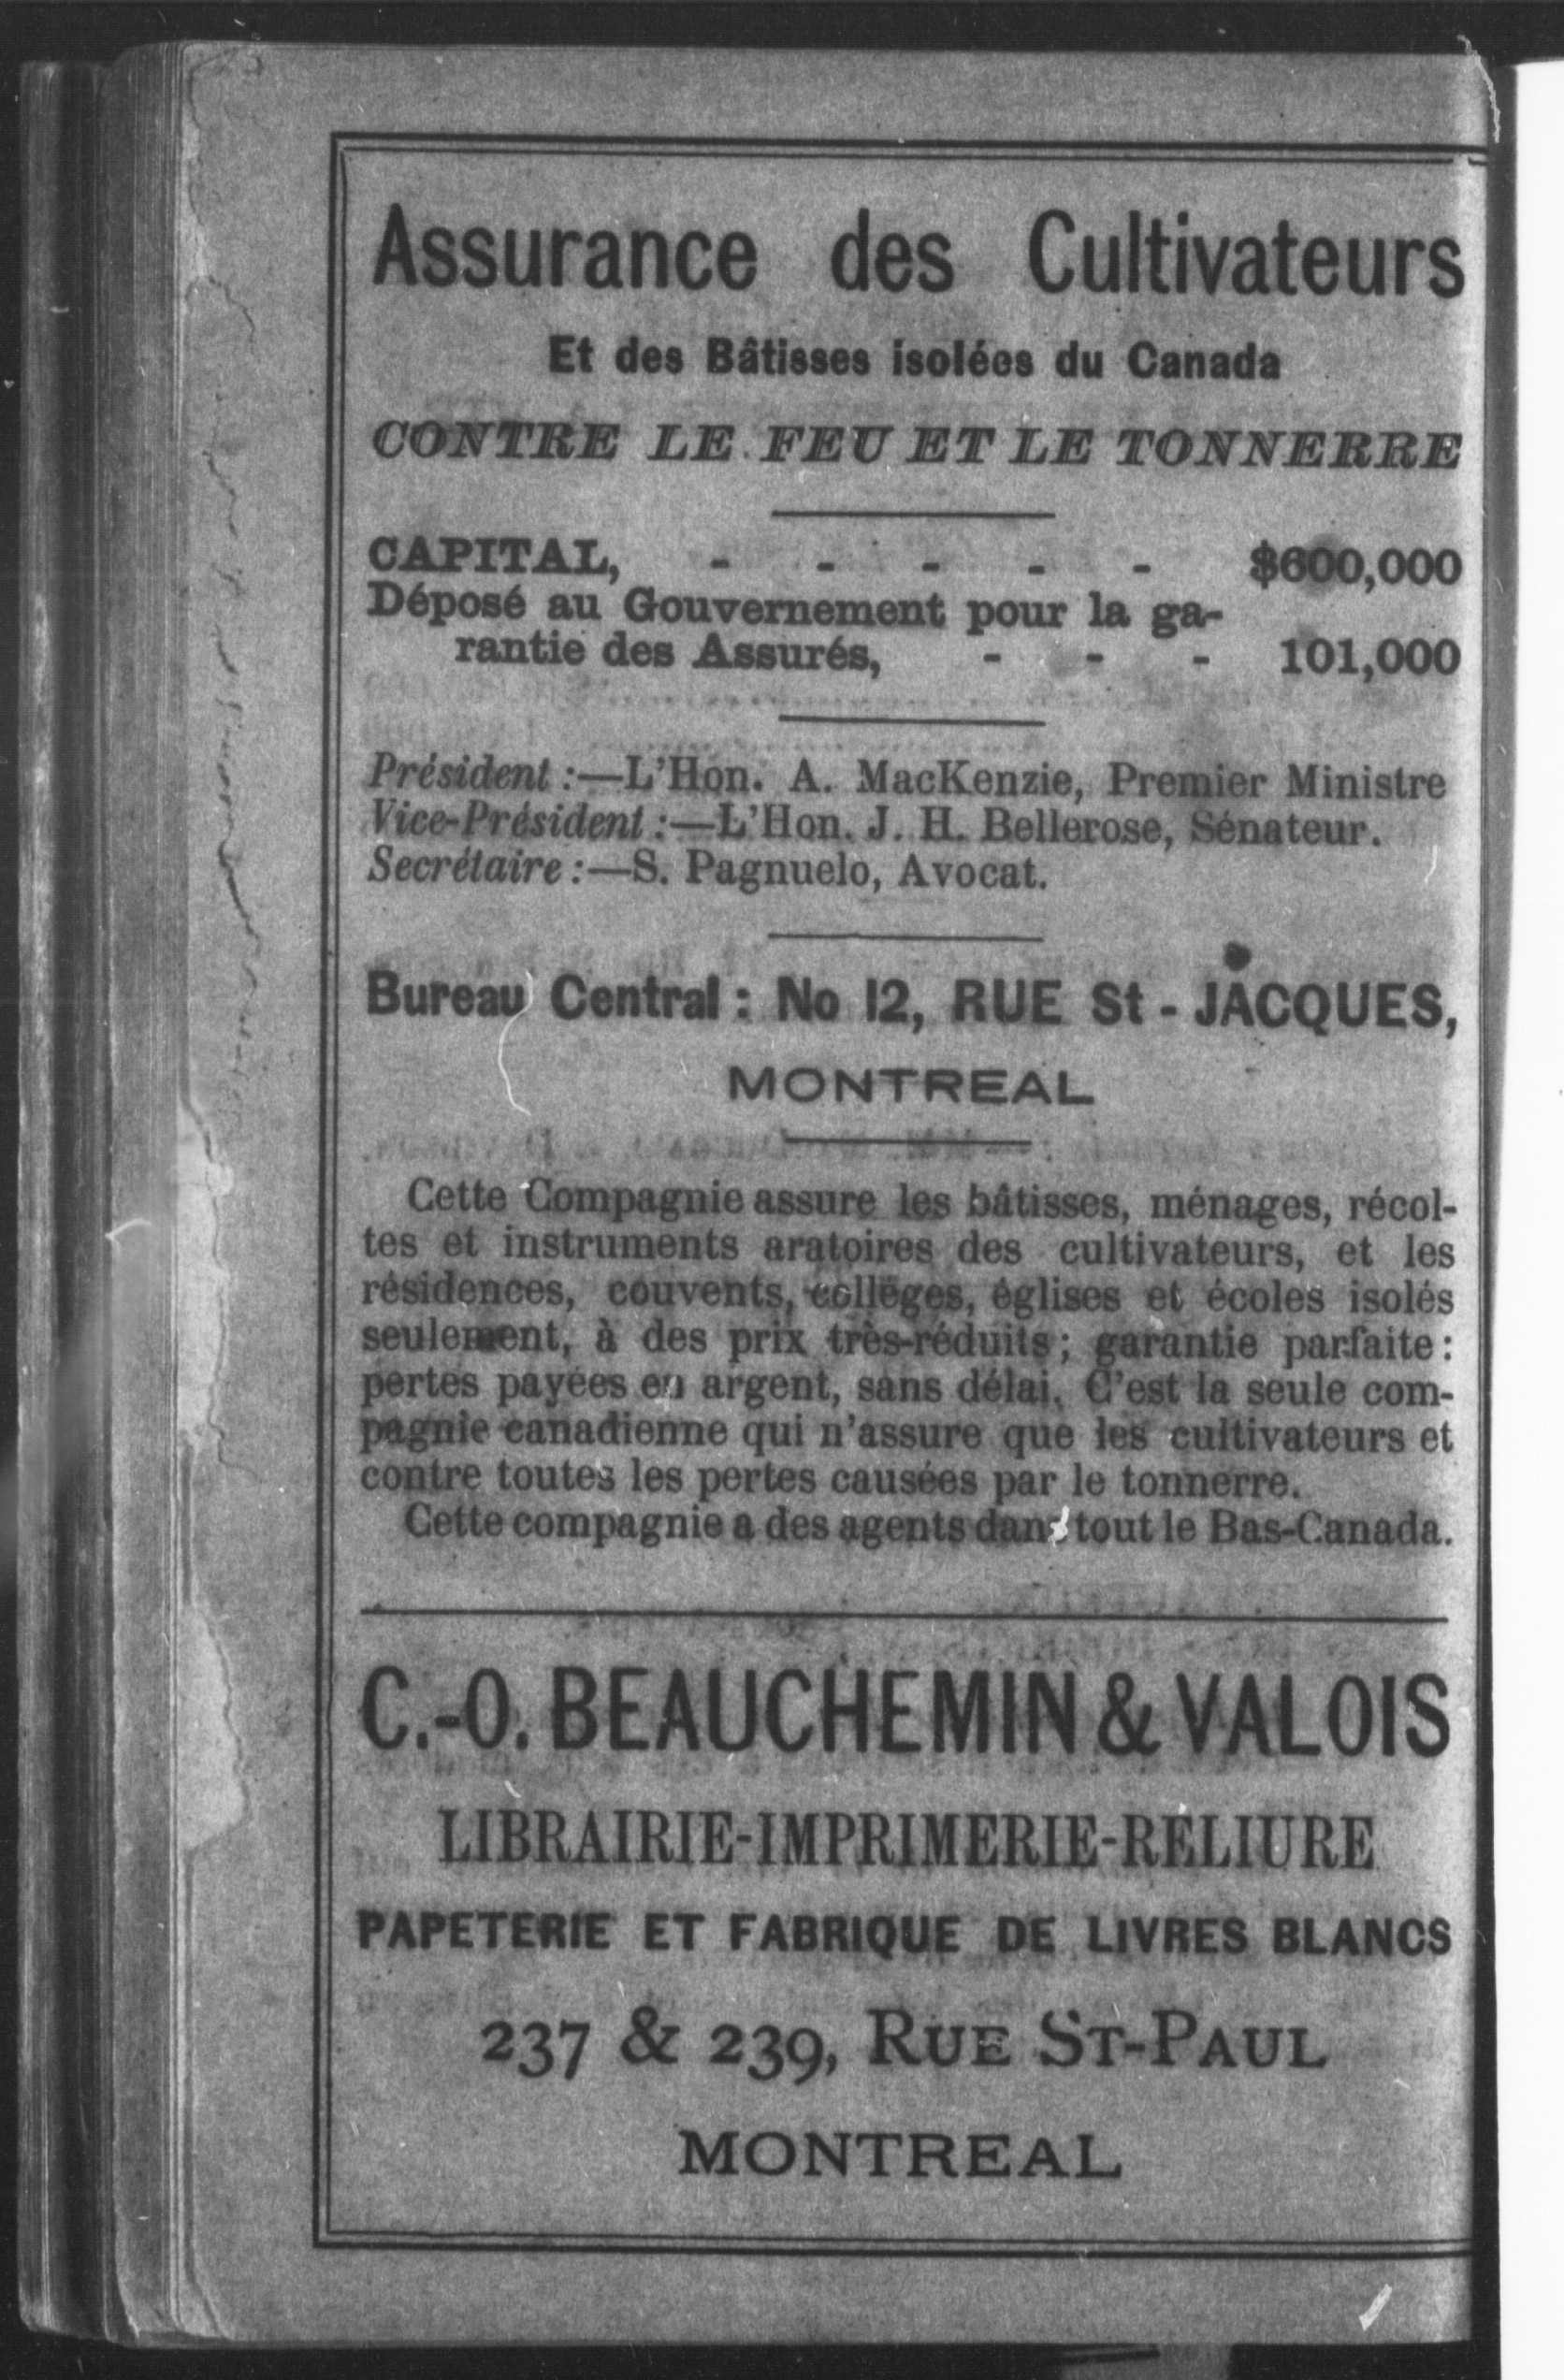 Assurance des Cultivateurs
Et des Bâtisses isolées du Canada
CONTRE LE FEU ET LE TONNERRE
CAPITAL, - - - - - $600,000
Déposé au Gouvernement pour la ga-
rantie des Assurés, - - - 101,000
Président :—L'Hon. A. MacKenzie, Premier Ministre
Vice-Président :—L'Hon. J. H. Bellerose, Sénateur.
Secrétaire :—S. Pagnuelo, Avocat.
Bureau Central : No 12, RUE St - JACQUES,
MONTREAL
Cette Compagnie assure les bâtisses, ménages, récol-
tes et instruments aratoires des cultivateurs, et les
résidences, couvents, colléges, églises et écoles isolés
seulement, à des prix très-réduits ; garantie parfaite :
pertes payées en argent, sans délai. C'est la seule com-
pagnie canadienne qui n'assure que les cultivateurs et
contre toutes les pertes causées par le tonnerre.
Cette compagnie a des agents dans tout le Bas-Canada.
C.-O. BEAUCHEMIN & VALOIS
LIBRAIRIE-IMPRIMERIE-RELIURE
PAPETERIE ET FABRIQUE DE LIVRES BLANCS
237 & 239, RUE ST-PAUL
MONTREAL